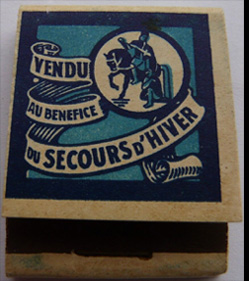 VENDU
AU BENEFICE
DU SECOURS D'HIVER